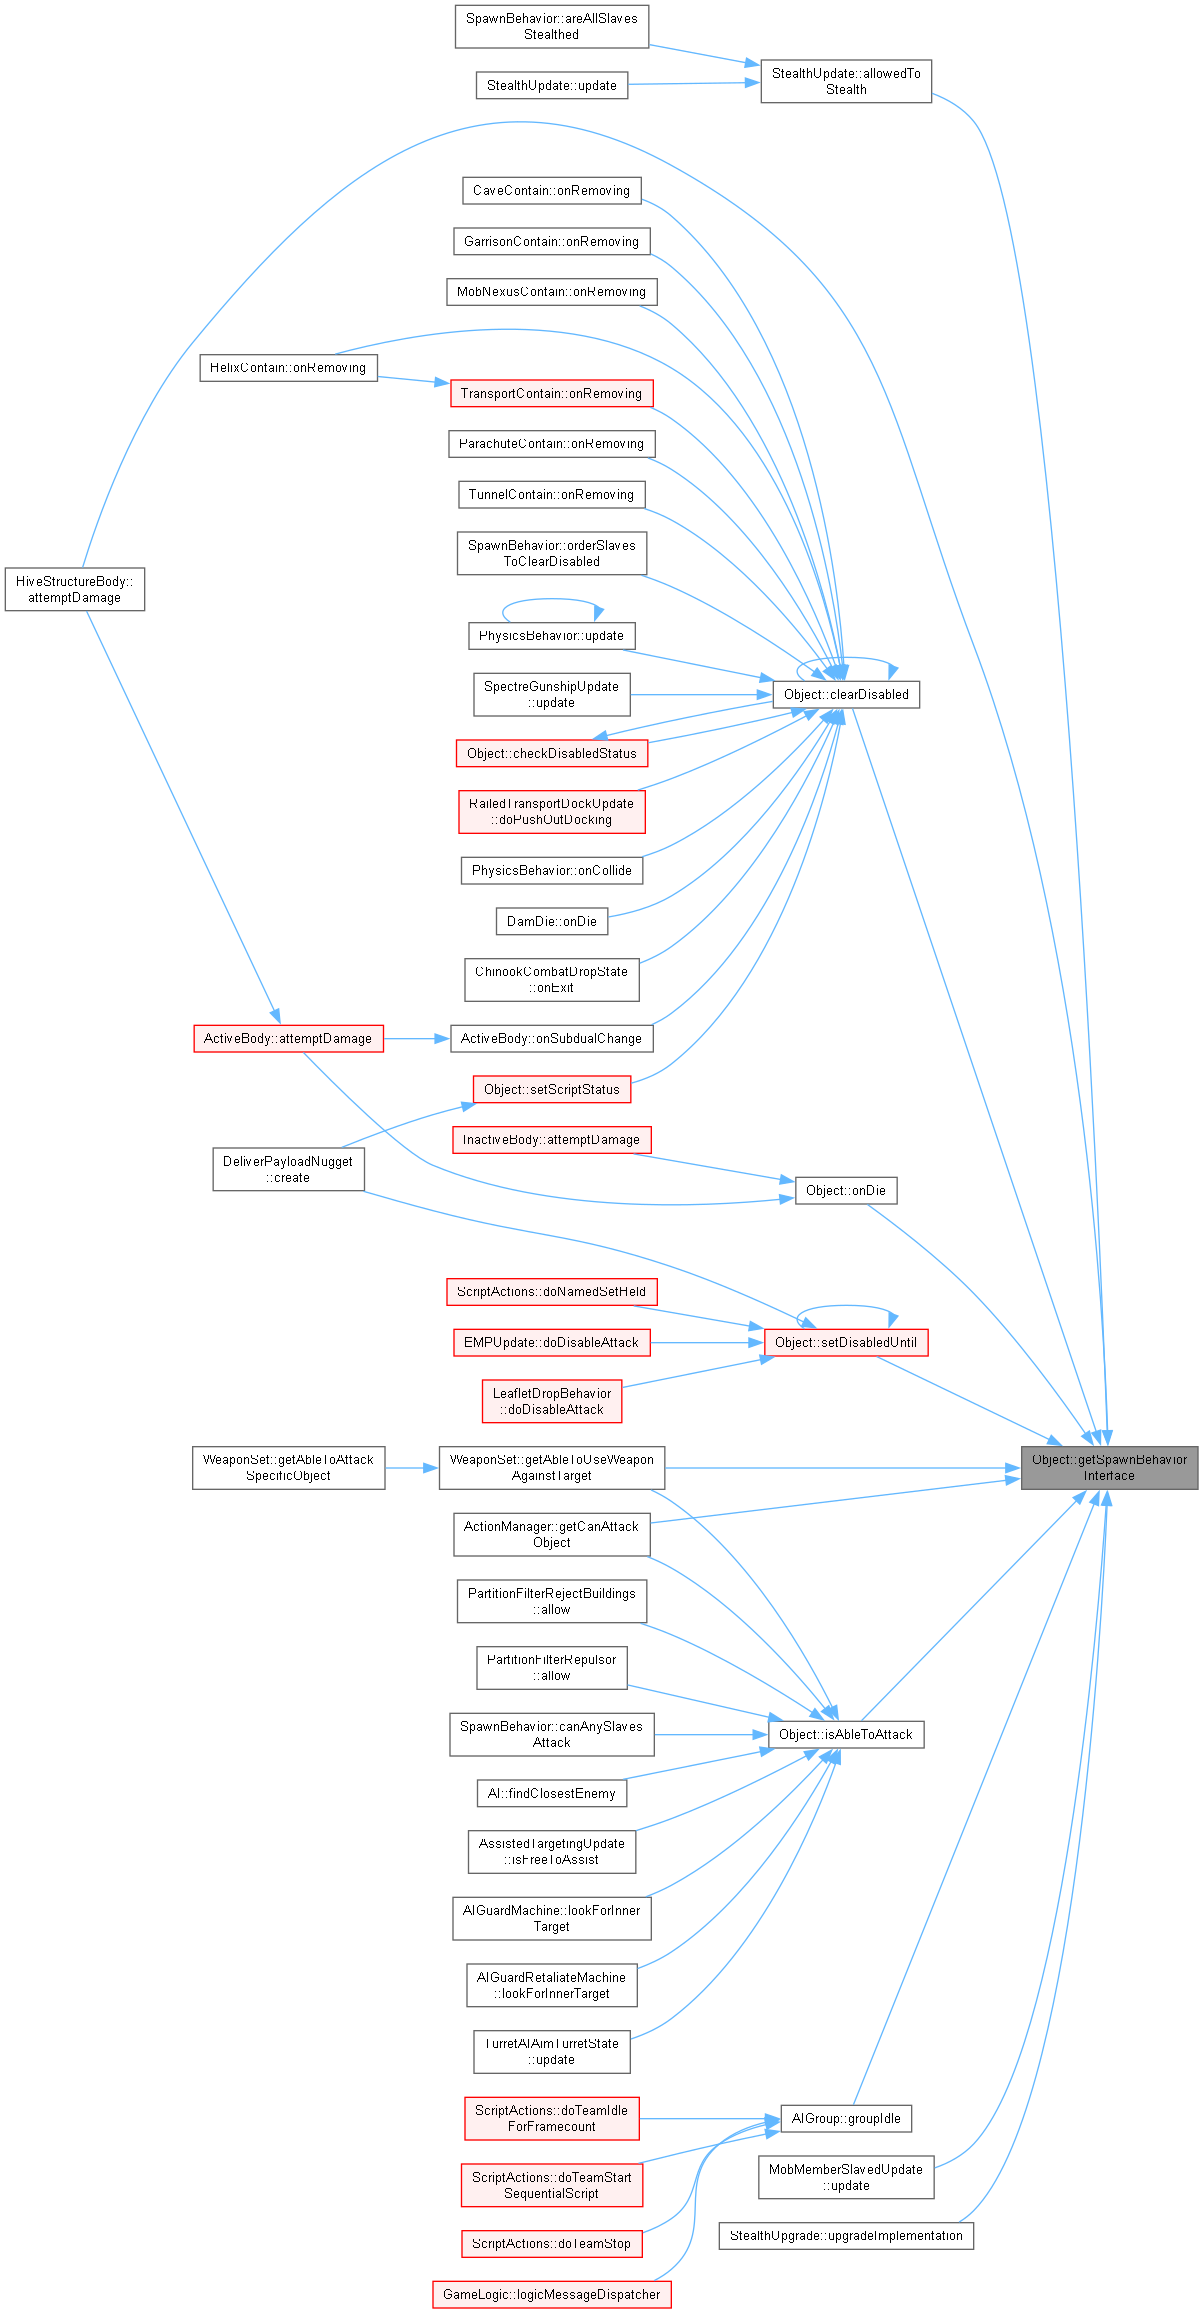 SpawnBehavior::areAllSlaves
Stealthed
StealthUpdate::allowedTo
Stealth
StealthUpdate::update
CaveContain::onRemoving
GarrisonContain::onRemoving
MobNexusContain::onRemoving
HelixContain::onRemoving
TransportContain::onRemoving
ParachuteContain::onRemoving
TunnelContain::onRemoving
SpawnBehavior::orderSlaves
ToClearDisabled
HiveStructureBody::
attemptDamage
PhysicsBehavior::update
SpectreGunshipUpdate
::update
Object::clearDisabled
Object::checkDisabledStatus
RailedTransportDockUpdate
::doPushOutDocking
PhysicsBehavior::onCollide
DamDie::onDie
ChinookCombatDropState
::onExit
ActiveBody::attemptDamage
ActiveBody::onSubdualChange
Object::setScriptStatus
InactiveBody::attemptDamage
DeliverPayloadNugget
::create
Object::onDie
ScriptActions::doNamedSetHeld
EMPUpdate::doDisableAttack
Object::setDisabledUntil
LeafletDropBehavior
::doDisableAttack
WeaponSet::getAbleToAttack
SpecificObject
WeaponSet::getAbleToUseWeapon
AgainstTarget
Object::getSpawnBehavior
Interface
ActionManager::getCanAttack
Object
PartitionFilterRejectBuildings
::allow
PartitionFilterRepulsor
::allow
SpawnBehavior::canAnySlaves
Attack
Object::isAbleToAttack
AI::findClosestEnemy
AssistedTargetingUpdate
::isFreeToAssist
AIGuardMachine::lookForInner
Target
AIGuardRetaliateMachine
::lookForInnerTarget
TurretAIAimTurretState
::update
ScriptActions::doTeamIdle
ForFramecount
AIGroup::groupIdle
ScriptActions::doTeamStart
SequentialScript
MobMemberSlavedUpdate
::update
ScriptActions::doTeamStop
StealthUpgrade::upgradeImplementation
GameLogic::logicMessageDispatcher